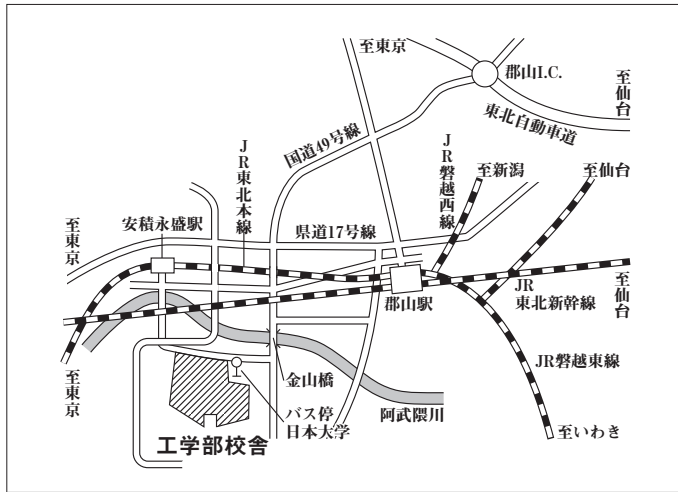 至東京
郡山I.C.
至仙台
東北自動車道
国道49号線
JR東北本線
JR磐越西線
至新潟
至仙台
安積永盛駅
県道17号線
至東京
郡山駅
JR
東北新幹線
至仙台
JR磐越東線
金山橋
至東京
バス停
日本大学
阿武隈川
工学部校舎
至いわき